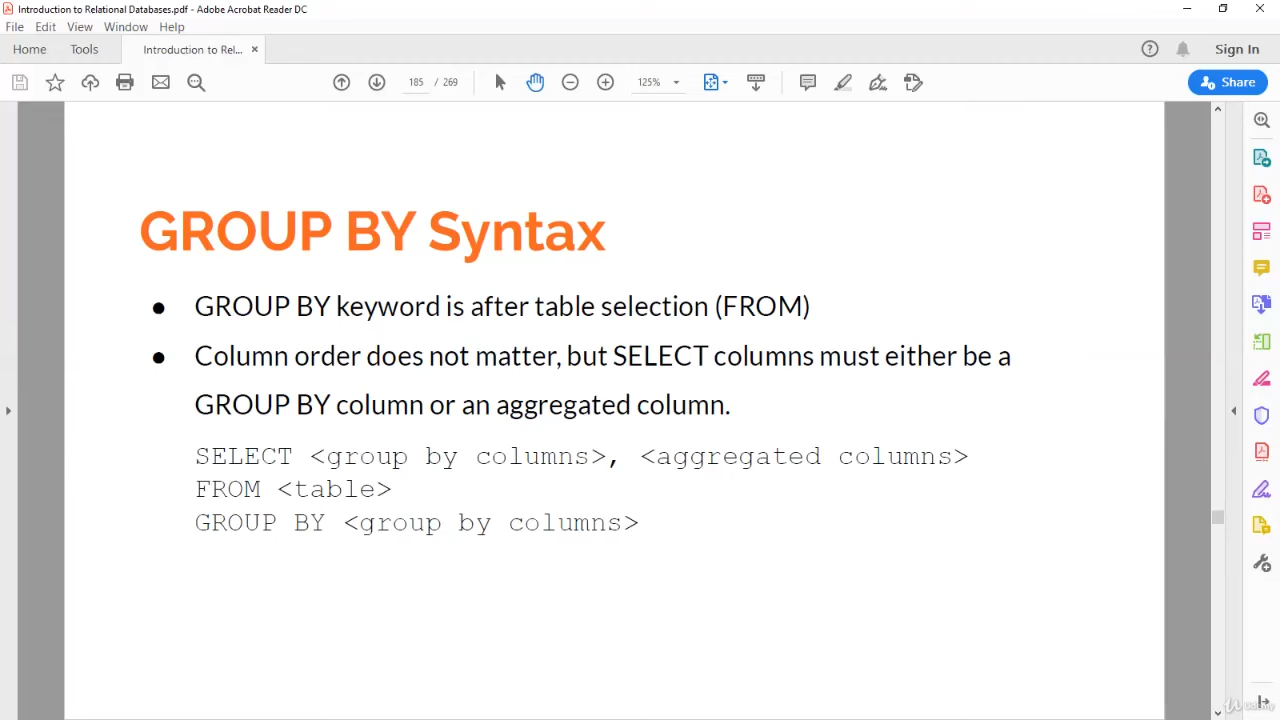 Introduction to Relational Databases.pdf - Adobe Acrobat Reader DC
File Edit View Window Help
Home Tools Introduction to Rel... × Sign In
185 / 269 125% Share
GROUP BY Syntax
● GROUP BY keyword is after table selection (FROM)
● Column order does not matter, but SELECT columns must either be a
GROUP BY column or an aggregated column.
SELECT <group by columns>, <aggregated columns>
FROM <table>
GROUP BY <group by columns>
Udemy